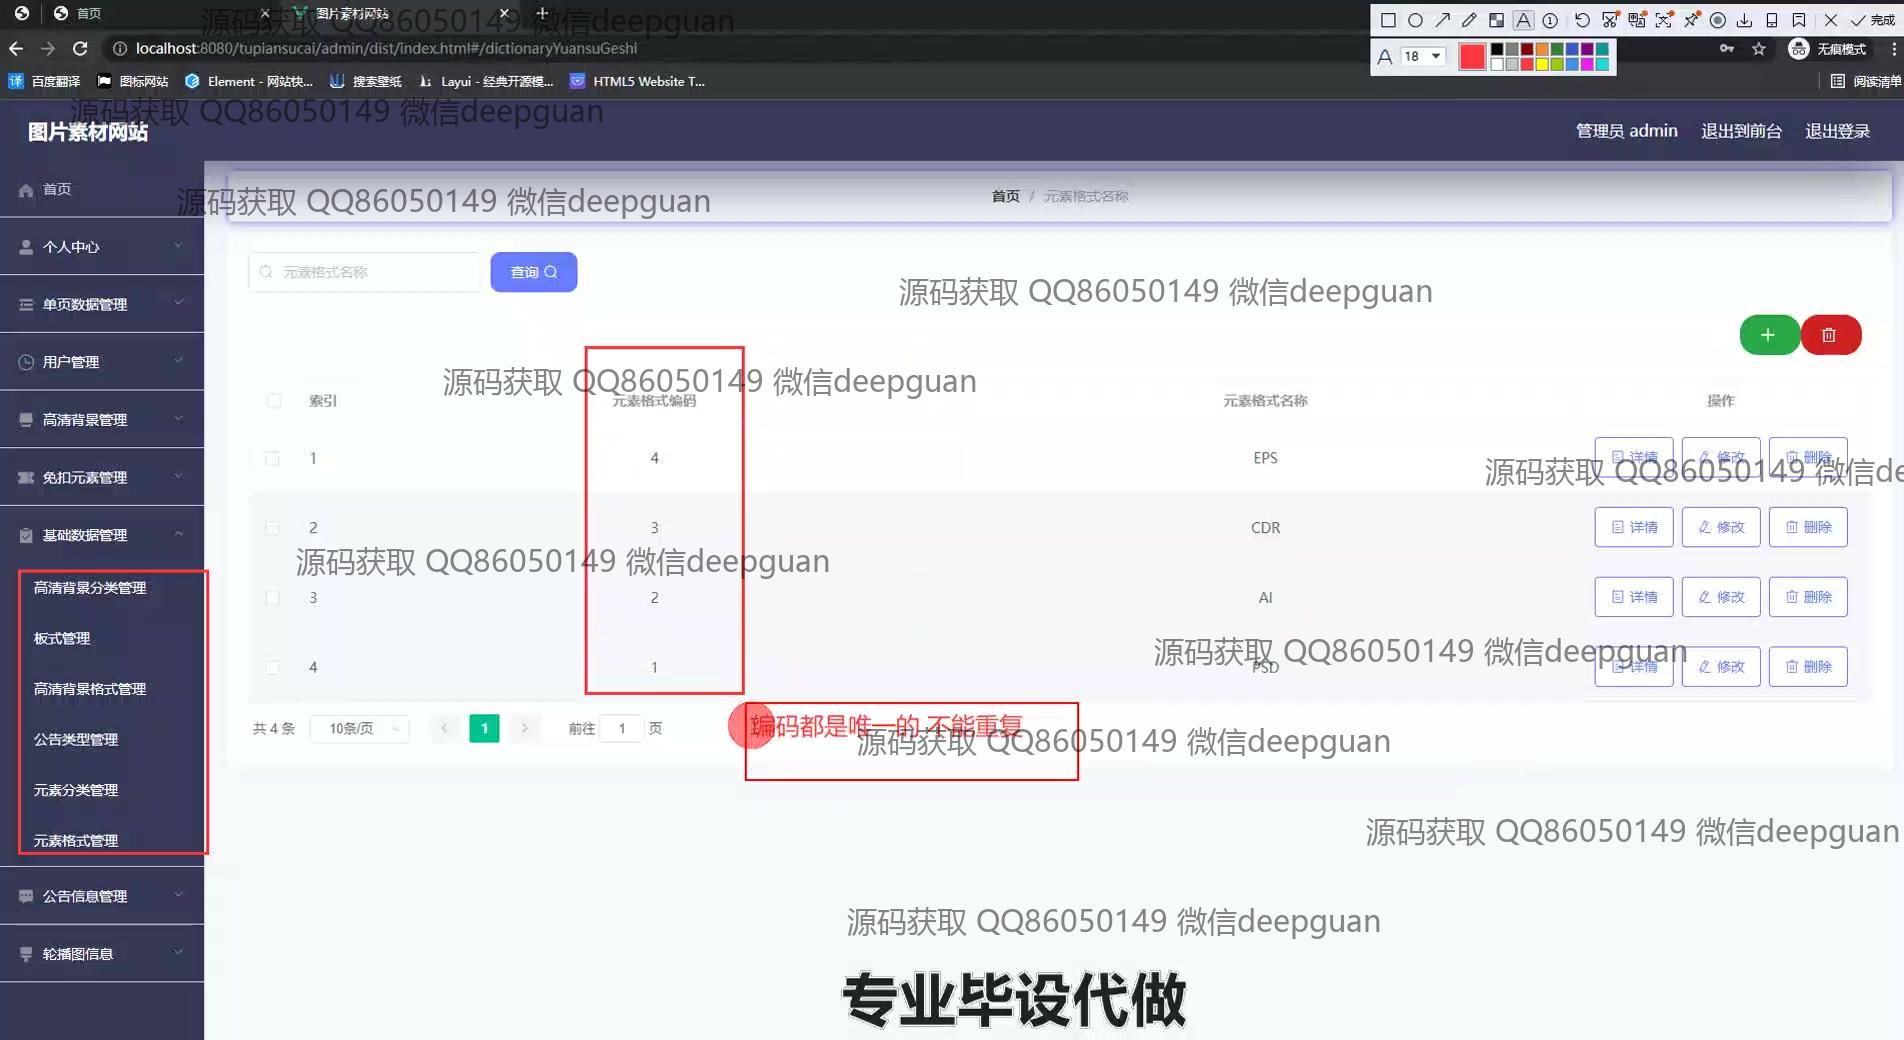 首页
图片素材网站
完成
localhost:8080/tupiansucai/admin/dist/index.html#/dictionaryYuansuGeshi
A 18
无痕模式
百度翻译
图标网站
Element - 网站快...
搜索壁纸
Layui - 经典开源模...
HTML5 Website T...
阅读清单
图片素材网站
管理员 admin
退出到前台
退出登录
首页
个人中心
单页数据管理
用户管理
高清背景管理
免扣元素管理
基础数据管理
高清背景分类管理
板式管理
高清背景格式管理
公告类型管理
元素分类管理
元素格式管理
公告信息管理
轮播图信息
首页 / 元素格式名称
元素格式名称
查询
索引 元素格式编码 元素格式名称 操作
1 4 EPS 详情 修改 删除
2 3 CDR 详情 修改 删除
3 2 AI 详情 修改 删除
4 1 PSD 详情 修改 删除
共 4 条 10条/页 1 前往 1 页
编码都是唯一的 不能重复
源码获取 QQ86050149 微信deepguan
源码获取 QQ86050149 微信deepguan
源码获取 QQ86050149 微信deepguan
源码获取 QQ86050149 微信deepguan
源码获取 QQ86050149 微信deepguan
源码获取 QQ86050149 微信de
源码获取 QQ86050149 微信deepguan
源码获取 QQ86050149 微信deepguan
源码获取 QQ86050149 微信deepguan
源码获取 QQ86050149 微信deepguan
源码获取 QQ86050149 微信deepguan
专业毕设代做